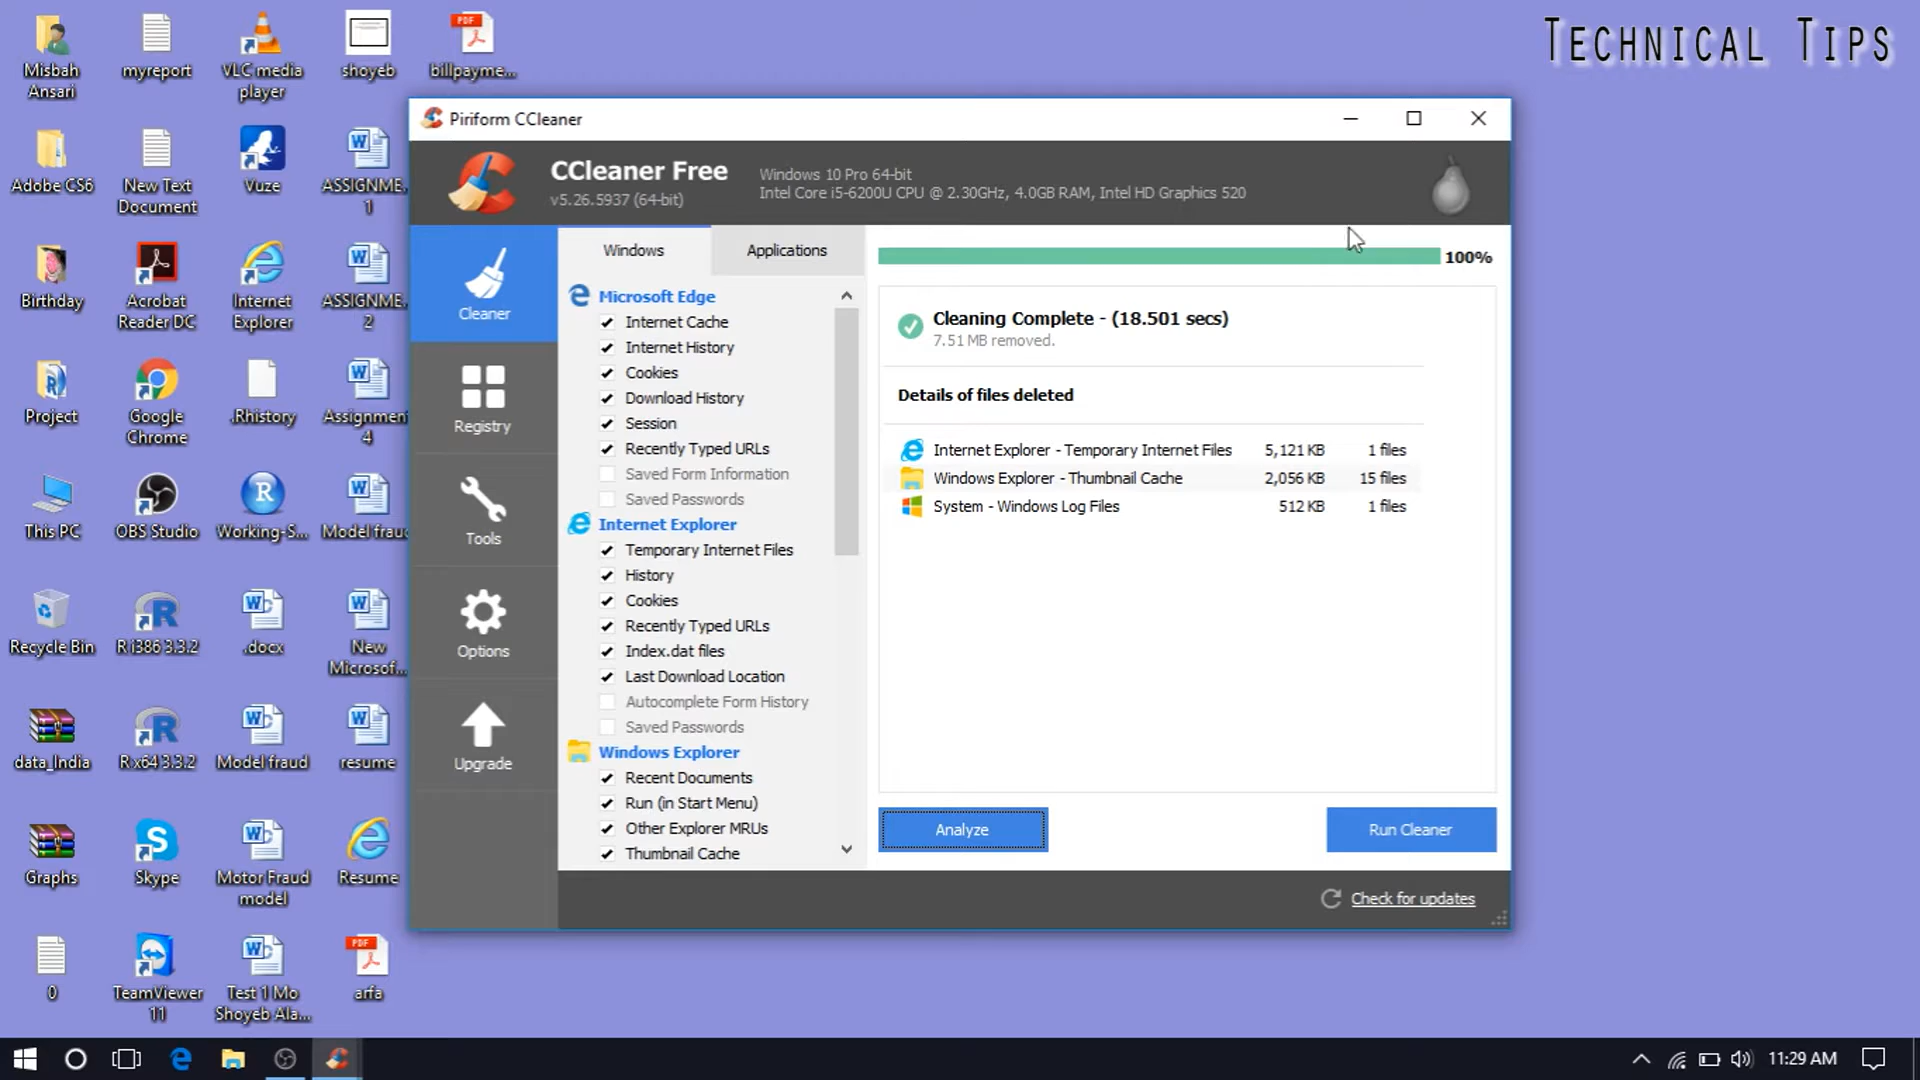 Misbah
Ansari
myreport
VLC media
player
shoyeb
PDF
billpayme...
TECHNICAL TIPS
Adobe CS6
New Text
Document
Vuze
ASSIGNME.
1
Birthday
Acrobat
Reader DC
Internet
Explorer
ASSIGNME.
2
Project
Google
Chrome
.Rhistory
Assignment
4
This PC
OBS Studio
Working-S...
Model frau
Recycle Bin
R i386 3.3.2
.docx
New
Microsof...
data_India
R x64 3.3.2
Model fraud
resume
Graphs
Skype
Motor Fraud
model
Resume
0
TeamViewer
11
Test 1 Mo
Shoyeb Ala...
PDF
arfa
Piriform CCleaner
CCleaner Free
v5.26.5937 (64-bit)
Windows 10 Pro 64-bit
Intel Core i5-6200U CPU @ 2.30GHz, 4.0GB RAM, Intel HD Graphics 520
Cleaner
Registry
Tools
Options
Upgrade
Windows
Applications
Microsoft Edge
Internet Cache
Internet History
Cookies
Download History
Session
Recently Typed URLs
Saved Form Information
Saved Passwords
Internet Explorer
Temporary Internet Files
History
Cookies
Recently Typed URLs
Index.dat files
Last Download Location
Autocomplete Form History
Saved Passwords
Windows Explorer
Recent Documents
Run (in Start Menu)
Other Explorer MRUs
Thumbnail Cache
100%
Cleaning Complete - (18.501 secs)
7.51 MB removed.
Details of files deleted
Internet Explorer - Temporary Internet Files 5,121 KB 1 files
Windows Explorer - Thumbnail Cache 2,056 KB 15 files
System - Windows Log Files 512 KB 1 files
Analyze
Run Cleaner
Check for updates
11:29 AM